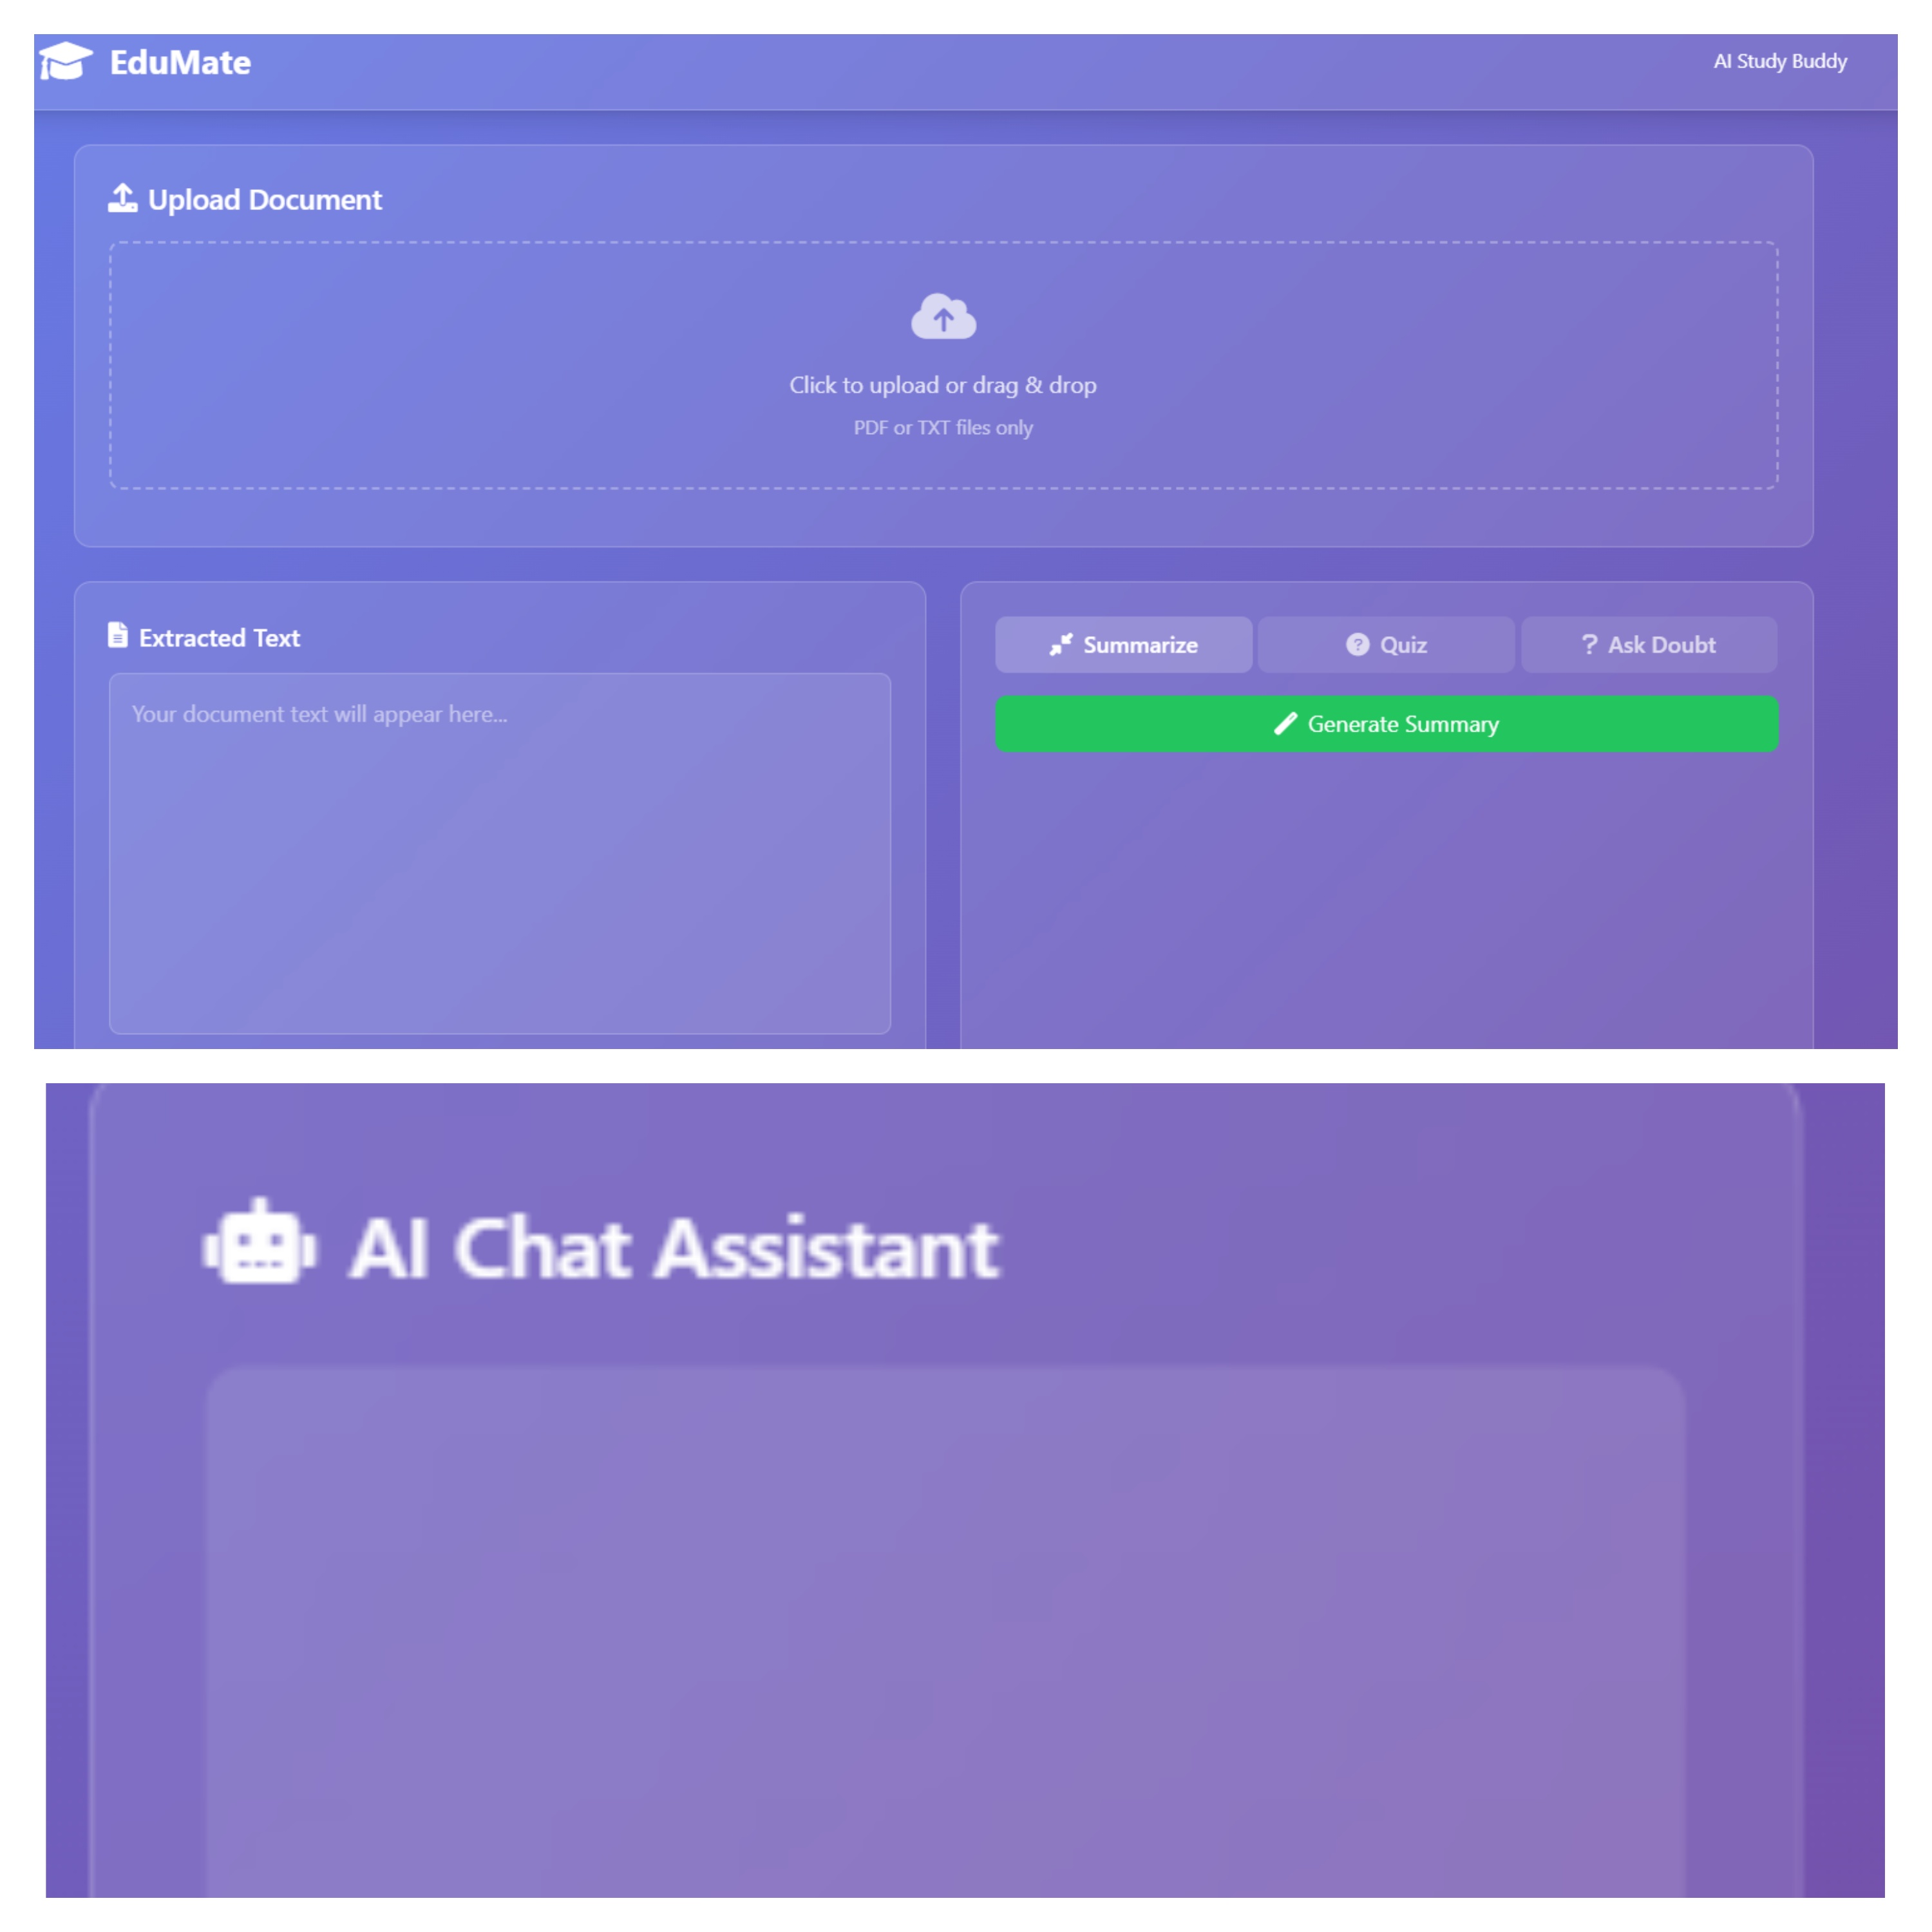 EduMate
AI Study Buddy
Upload Document
Click to upload or drag & drop
PDF or TXT files only
Extracted Text
Your document text will appear here...
Summarize
Quiz
Ask Doubt
Generate Summary
AI Chat Assistant